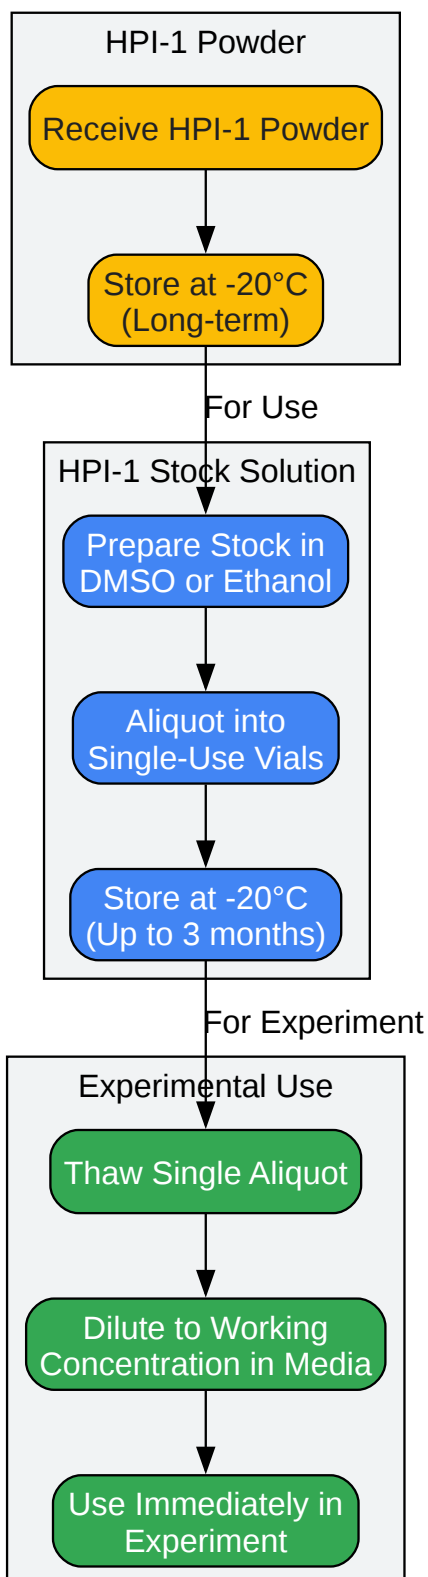 HPI-1 Powder
Receive HPI-1 Powder
Store at -20°C
(Long-term)
For Use
HPI-1 Stock Solution
Prepare Stock in
DMSO or Ethanol
Aliquot into
Single-Use Vials
Store at -20°C
(Up to 3 months)
For Experiment
Experimental Use
Thaw Single Aliquot
Dilute to Working
Concentration in Media
Use Immediately in
Experiment